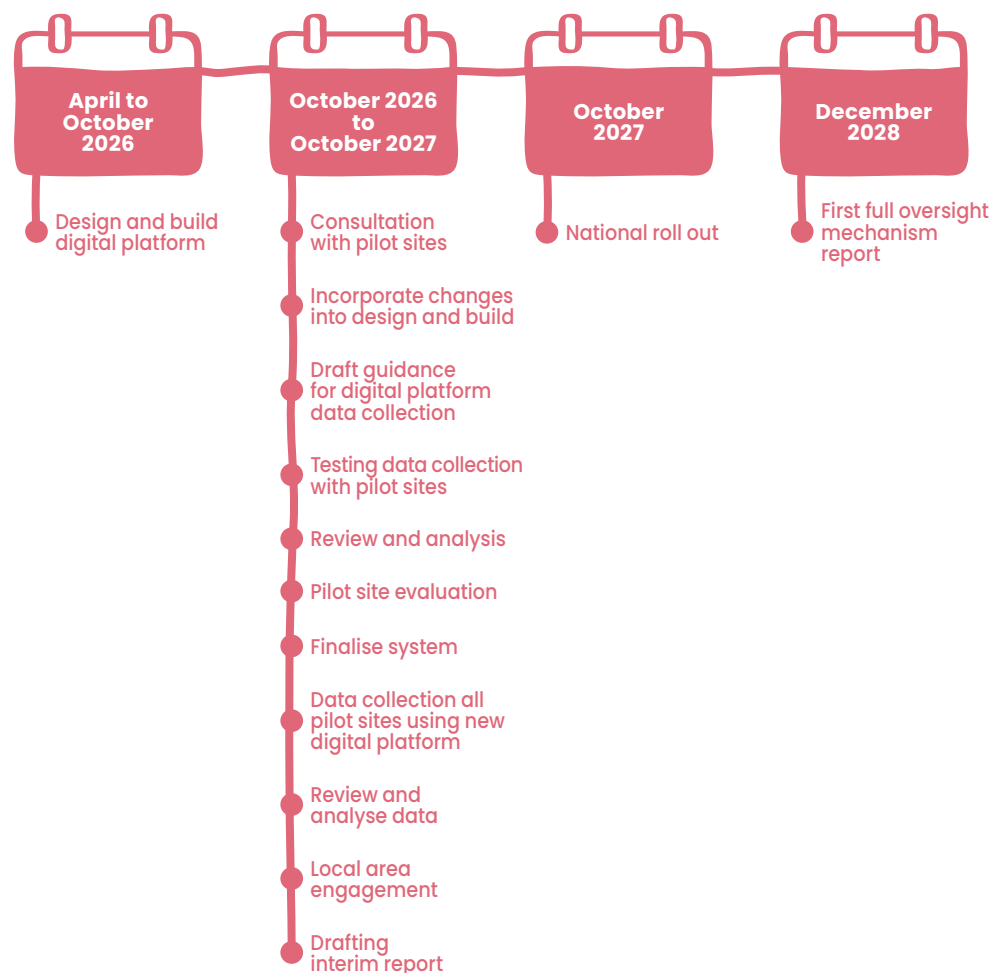 April to
October
2026
Design and build
digital platform
October 2026
to
October 2027
Consultation
with pilot sites
Incorporate changes
into design and build
Draft guidance
for digital platform
data collection
Testing data collection
with pilot sites
Review and analysis
Pilot site evaluation
Finalise system
Data collection all
pilot sites using new
digital platform
Review and
analyse data
Local area
engagement
Drafting
interim report
October
2027
National roll out
December
2028
First full oversight
mechanism
report